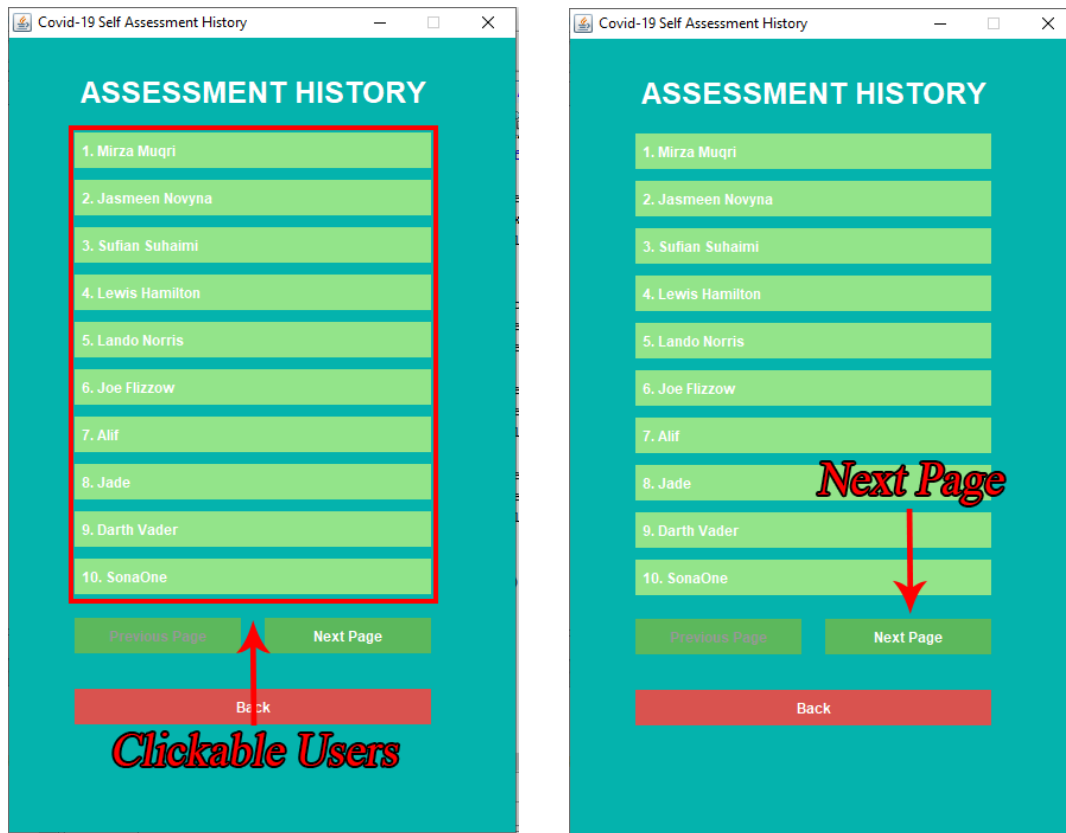 Covid-19 Self Assessment History
ASSESSMENT HISTORY
1. Mirza Muqri
2. Jasmeen Novyna
3. Sufian Suhaimi
4. Lewis Hamilton
5. Lando Norris
6. Joe Flizzow
7. Alif
8. Jade
9. Darth Vader
10. SonaOne
Previous Page
Next Page
Back
Clickable Users
Covid-19 Self Assessment History
ASSESSMENT HISTORY
1. Mirza Muqri
2. Jasmeen Novyna
3. Sufian Suhaimi
4. Lewis Hamilton
5. Lando Norris
6. Joe Flizzow
7. Alif
8. Jade
Next Page
9. Darth Vader
10. SonaOne
Previous Page
Next Page
Back